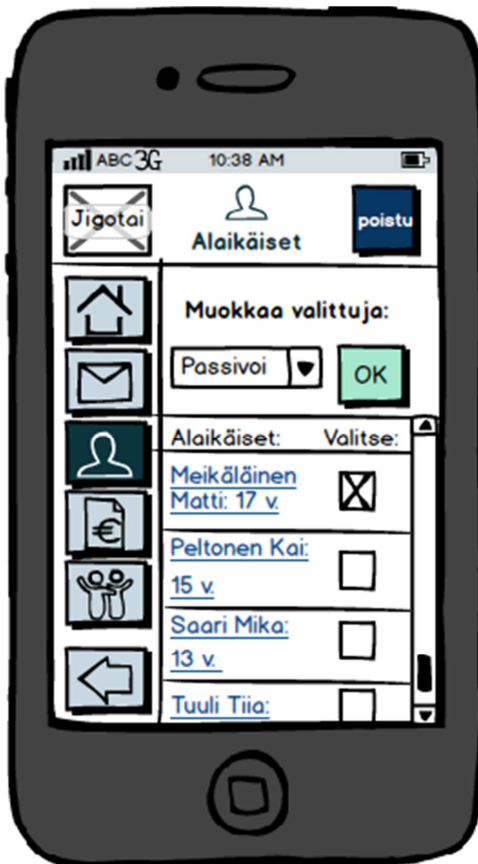 ABC 3G 10:38 AM
Jigotai
Alaikäiset
poistu
Muokkaa valittuja:
Passivoi
OK
Alaikäiset: Valitse:
Meikäläinen
Matti: 17 v.
Peltonen Kai:
15 v.
Saari Mika:
13 v.
Tuuli Tiia: